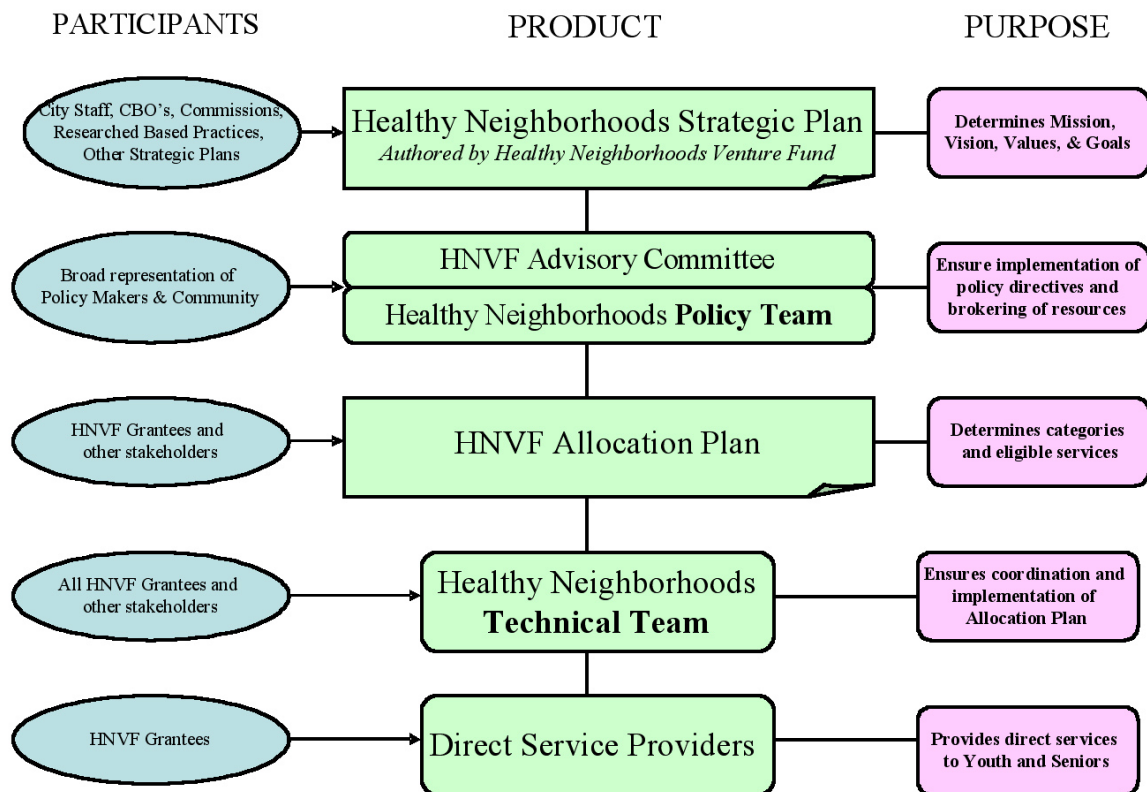 PARTICIPANTS
PRODUCT
PURPOSE
City Staff, CBO's, Commissions,
Researched Based Practices,
Other Strategic Plans
Healthy Neighborhoods Strategic Plan
Authored by Healthy Neighborhoods Venture Fund
Determines Mission,
Vision, Values, & Goals
Broad representation of
Policy Makers & Community
HNVF Advisory Committee
Healthy Neighborhoods Policy Team
Ensure implementation of
policy directives and
brokering of resources
HNVF Grantees and
other stakeholders
HNVF Allocation Plan
Determines categories
and eligible services
All HNVF Grantees and
other stakeholders
Healthy Neighborhoods
Technical Team
Ensures coordination and
implementation of
Allocation Plan
HNVF Grantees
Direct Service Providers
Provides direct services
to Youth and Seniors